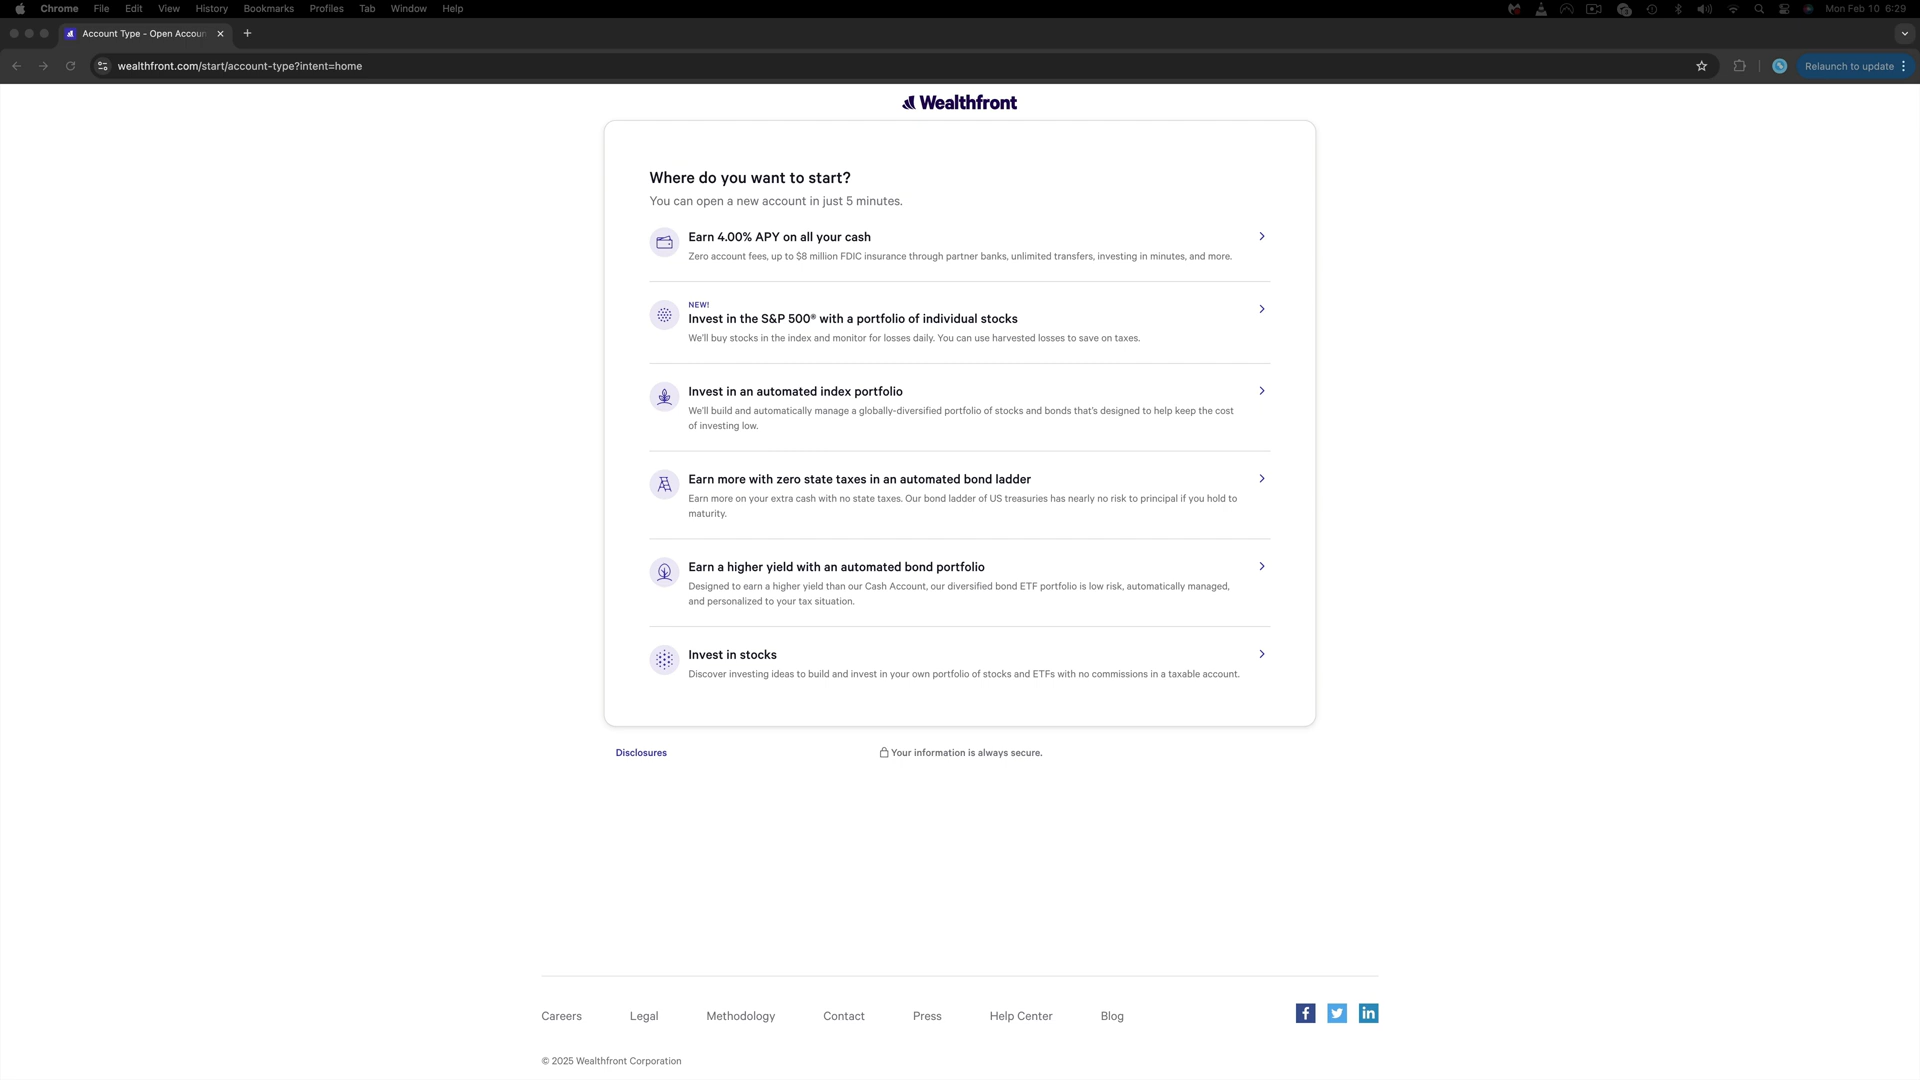 Chrome File Edit View History Bookmarks Profiles Tab Window Help Mon Feb 10 6:29
Account Type - Open Accoun
wealthfront.com/start/account-type?intent=home
Relaunch to update
Wealthfront
Where do you want to start?
You can open a new account in just 5 minutes.
Earn 4.00% APY on all your cash
Zero account fees, up to $8 million FDIC insurance through partner banks, unlimited transfers, investing in minutes, and more.
NEW!
Invest in the S&P 500® with a portfolio of individual stocks
We'll buy stocks in the index and monitor for losses daily. You can use harvested losses to save on taxes.
Invest in an automated index portfolio
We'll build and automatically manage a globally-diversified portfolio of stocks and bonds that's designed to help keep the cost
of investing low.
Earn more with zero state taxes in an automated bond ladder
Earn more on your extra cash with no state taxes. Our bond ladder of US treasuries has nearly no risk to principal if you hold to
maturity.
Earn a higher yield with an automated bond portfolio
Designed to earn a higher yield than our Cash Account, our diversified bond ETF portfolio is low risk, automatically managed,
and personalized to your tax situation.
Invest in stocks
Discover investing ideas to build and invest in your own portfolio of stocks and ETFs with no commissions in a taxable account.
Disclosures
Your information is always secure.
Careers Legal Methodology Contact Press Help Center Blog
© 2025 Wealthfront Corporation